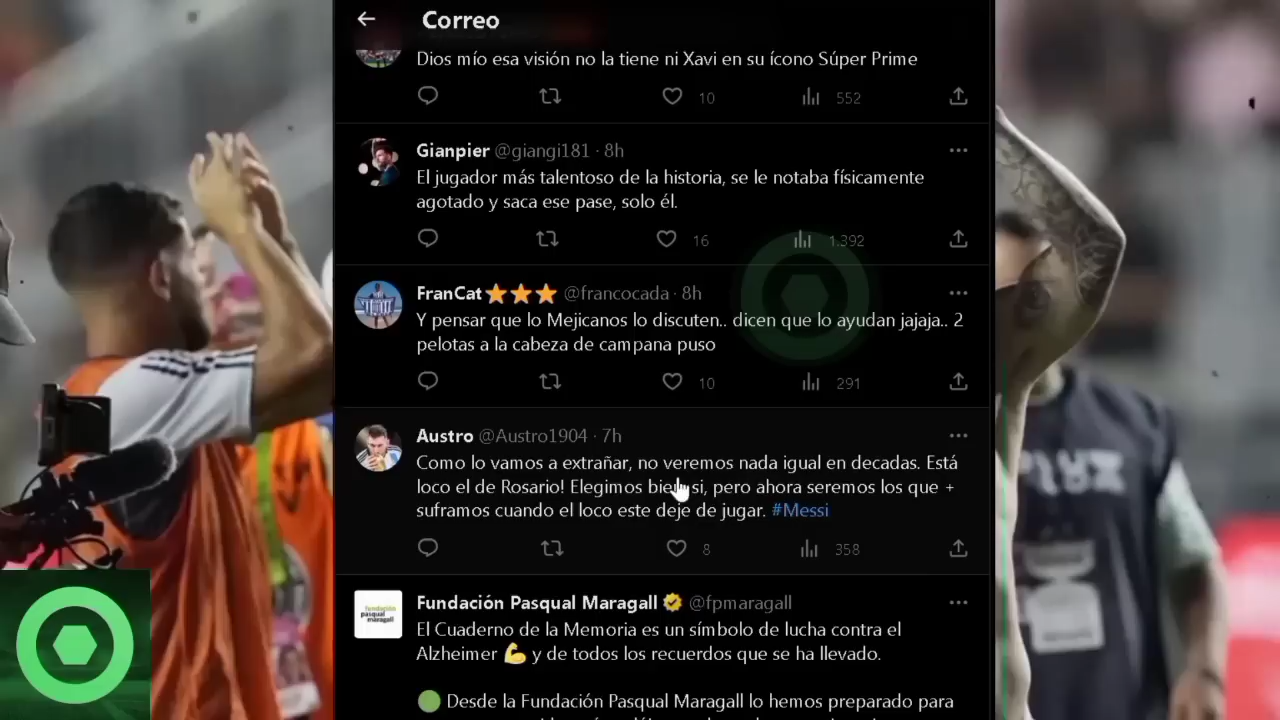 Correo
Dios mío esa visión no la tiene ni Xavi en su ícono Súper Prime
10
552
Gianpier @giangi181 · 8h
El jugador más talentoso de la historia, se le notaba físicamente
agotado y saca ese pase, solo él.
16
1.392
FranCat⭐⭐⭐ @francocada · 8h
Y pensar que lo Mejicanos lo discuten.. dicen que lo ayudan jajaja.. 2
pelotas a la cabeza de campana puso
10
291
Austro @Austro1904 · 7h
Como lo vamos a extrañar, no veremos nada igual en decadas. Está
loco el de Rosario! Elegimos bien si, pero ahora seremos los que +
suframos cuando el loco este deje de jugar. #Messi
8
358
fundación
pasqual
maragall
Fundación Pasqual Maragall @fpmaragall
El Cuaderno de la Memoria es un símbolo de lucha contra el
Alzheimer 💪 y de todos los recuerdos que se ha llevado.
🟢 Desde la Fundación Pasqual Maragall lo hemos preparado para